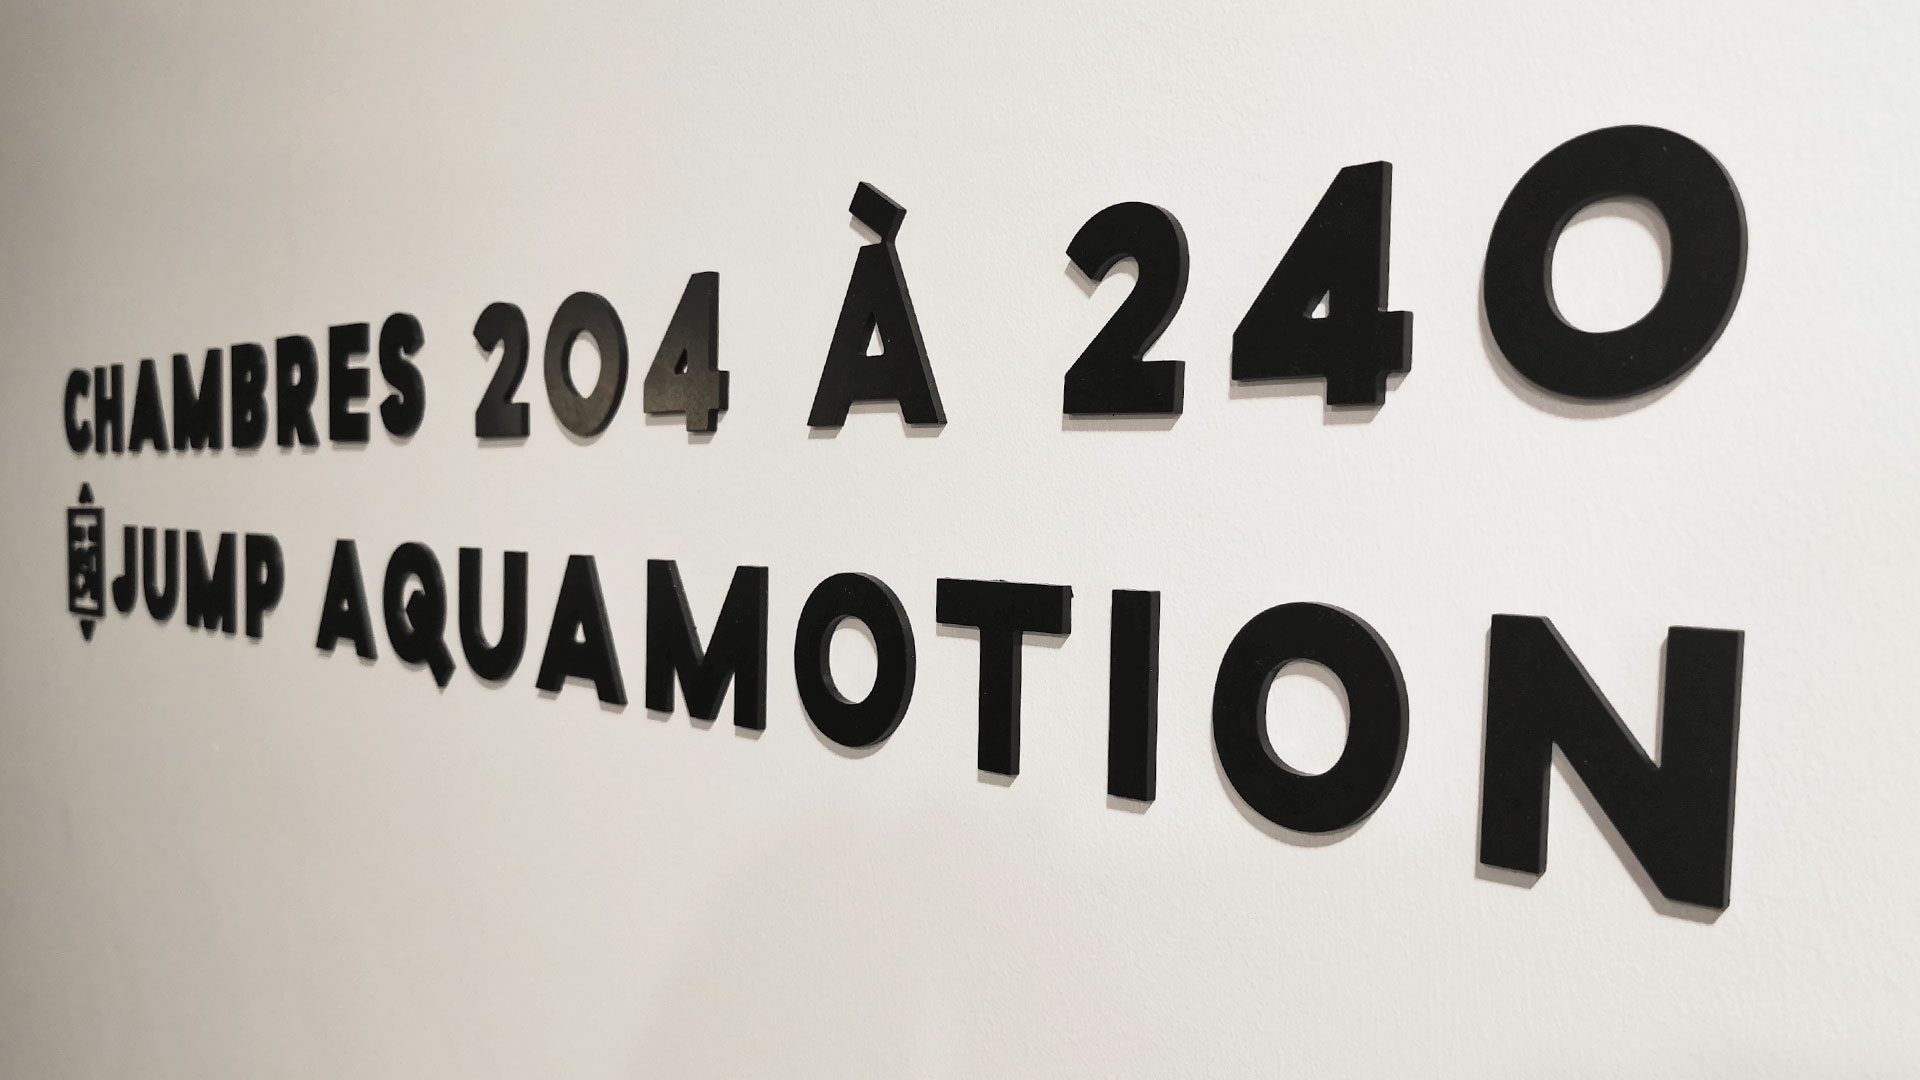 CHAMBRES 204 À 240
JUMP AQUAMOTION